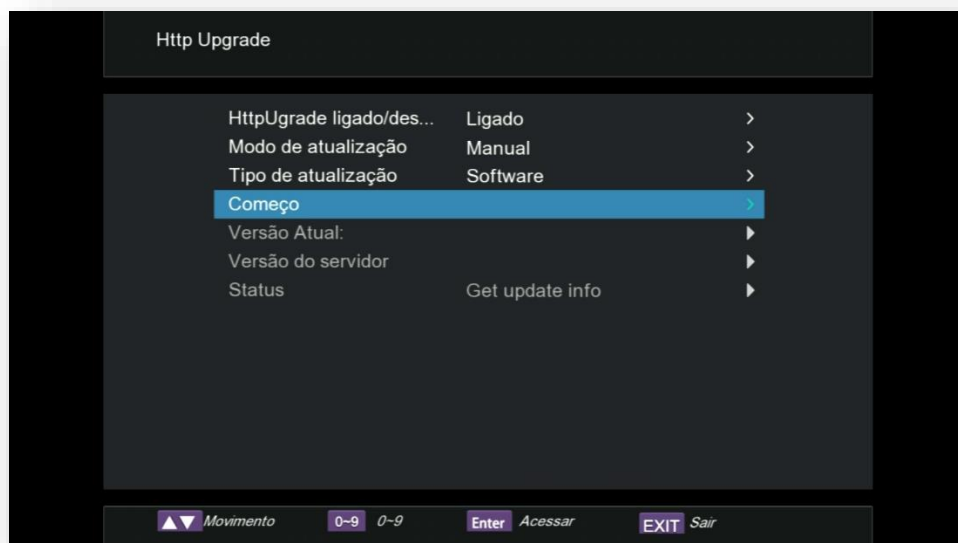 Http Upgrade
HttpUgrade ligado/des... Ligado
Modo de atualização Manual
Tipo de atualização Software
Começo
Versão Atual:
Versão do servidor
Status Get update info
Movimento 0~9 0~9 Enter Acessar EXIT Sair